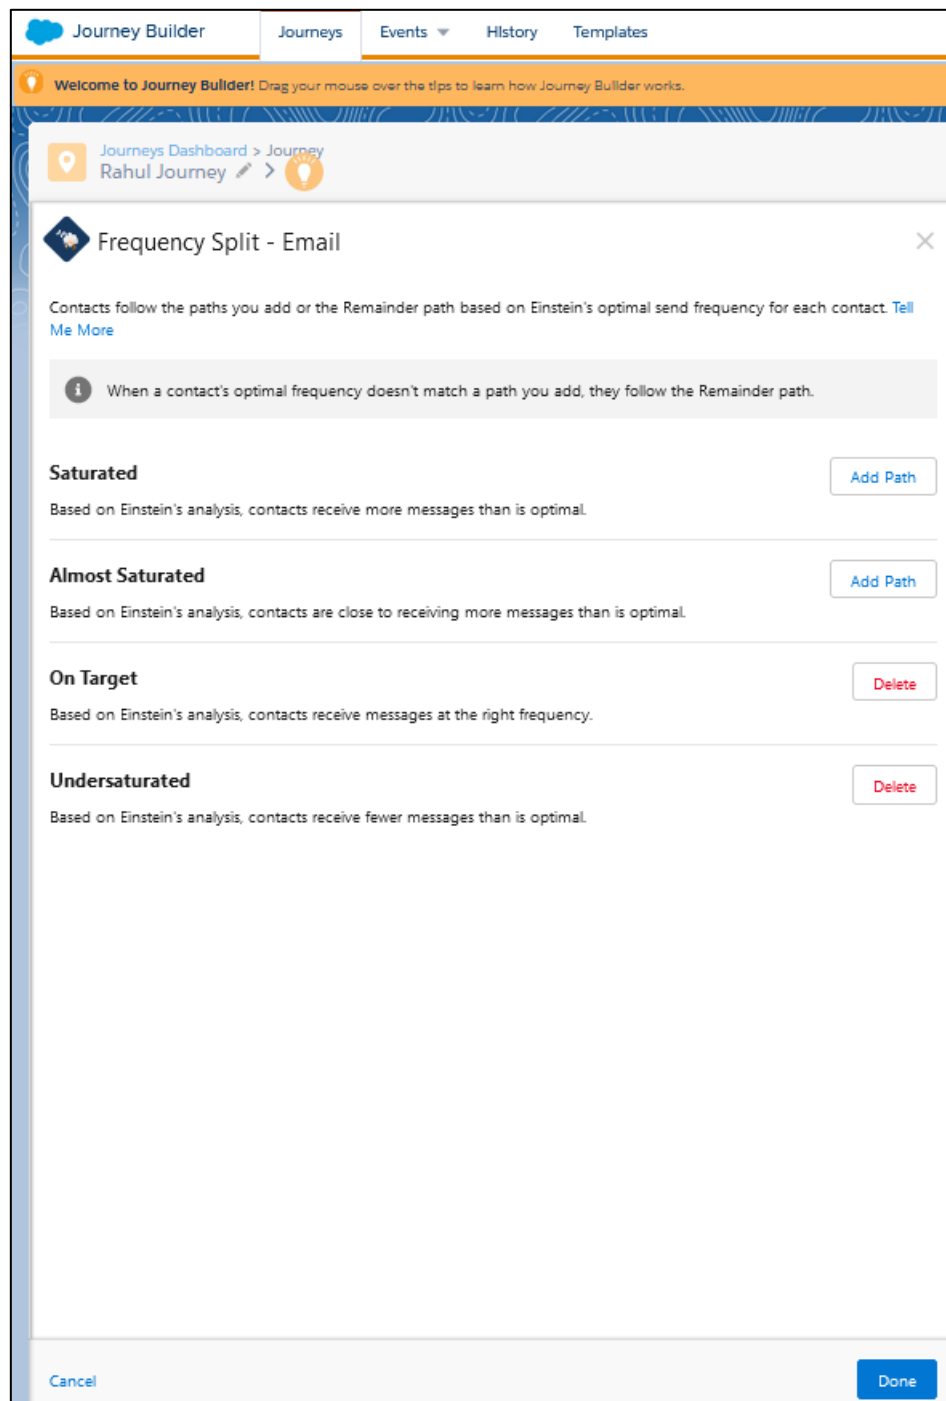 Journey Builder Journeys Events HIstory Templates
Welcome to Journey Builder! Drag your mouse over the tips to learn how Journey Builder works.
Journeys Dashboard > Journey
Rahul Journey >
Frequency Split - Email
Contacts follow the paths you add or the Remainder path based on Einstein's optimal send frequency for each contact. Tell
Me More
When a contact's optimal frequency doesn't match a path you add, they follow the Remainder path.
Saturated
Add Path
Based on Einstein's analysis, contacts receive more messages than is optimal.
Almost Saturated
Add Path
Based on Einstein's analysis, contacts are close to receiving more messages than is optimal.
On Target
Delete
Based on Einstein's analysis, contacts receive messages at the right frequency.
Undersaturated
Delete
Based on Einstein's analysis, contacts receive fewer messages than is optimal.
Cancel Done